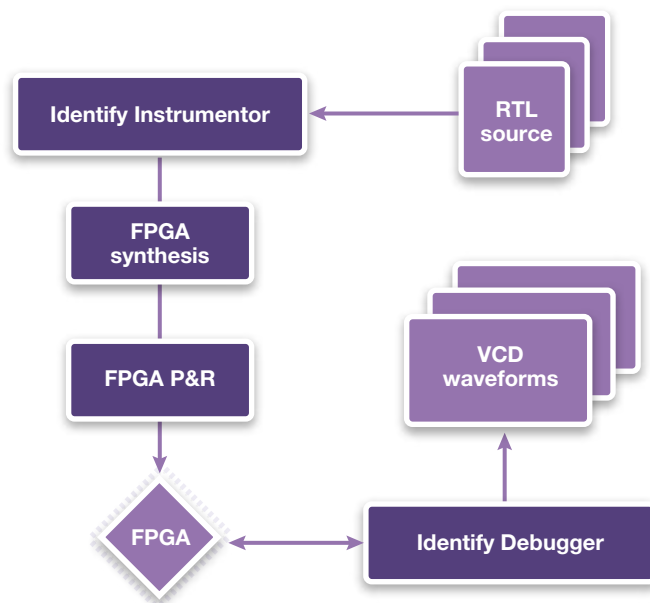 Identify Instrumentor
RTL
source
FPGA
synthesis
VCD
waveforms
FPGA P&R
FPGA
Identify Debugger